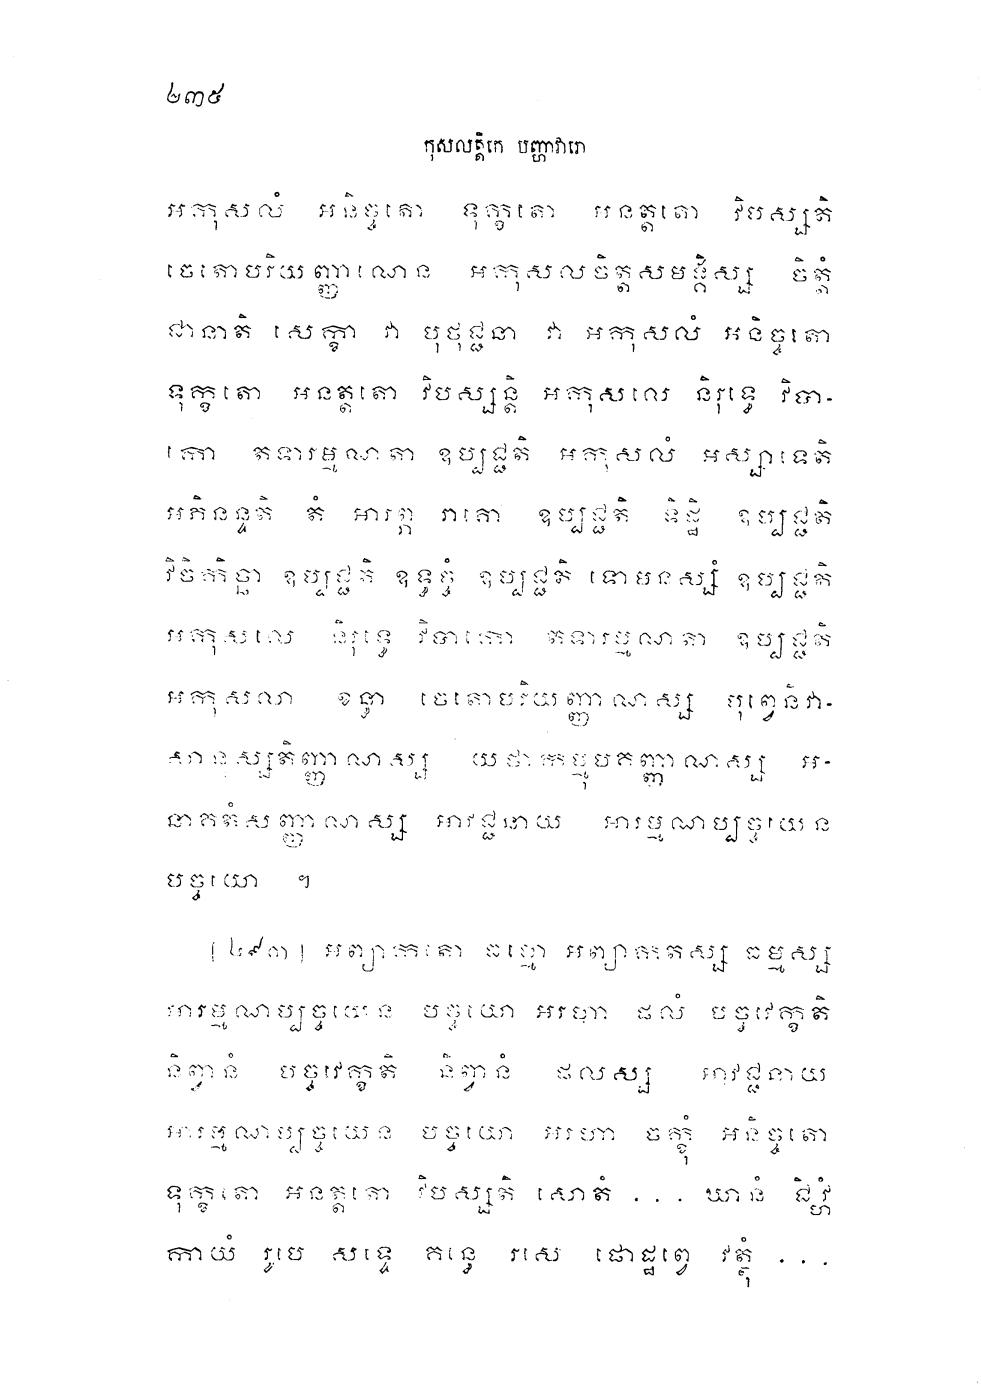 ២៣៥
កុសលត្តិកេ បញ្ហាវារោ
អកុសលំ អនិច្ចតោ ទុក្ខតោ អនត្តតោ វិបស្សតិ
ចេតោបរិយញ្ញាណេន អកុសលចិត្តសមង្គិស្ស ចិត្តំ
ជានាតិ សេក្ខា វា បុថុជ្ជនា វា អកុសលំ អនិច្ចតោ
ទុក្ខតោ អនត្តតោ វិបស្សន្តិ អកុសលេ និរុទ្ធេ វិបា-
កោ តទារម្មណតា ឧប្បជ្ជតិ អកុសលំ អស្សាទេតិ
អភិនន្ទតិ តំ អារព្ភ រាគោ ឧប្បជ្ជតិ ទិដ្ឋិ ឧប្បជ្ជតិ
វិចិកិច្ឆា ឧប្បជ្ជតិ ឧទ្ធច្ចំ ឧប្បជ្ជតិ ទោមនស្សំ ឧប្បជ្ជតិ
អកុសលេ និរុទ្ធេ វិបាកោ តទារម្មណតា ឧប្បជ្ជតិ
អកុសលា ខន្ធា ចេតោបរិយញ្ញាណស្ស បុព្វេនិវា-
សានុស្សតិញ្ញាណស្ស យថាកម្មុបគញ្ញាណស្ស អ-
នាគតំសញ្ញាណស្ស អាវជ្ជនាយ អារម្មណប្បច្ចយេន
បច្ចយោ ។
[៤៩៣] អព្យាកតោ ធម្មោ អព្យាកតស្ស ធម្មស្ស
អារម្មណប្បច្ចយេន បច្ចយោ អរហា ផលំ បច្ចវេក្ខតិ
និព្វានំ បច្ចវេក្ខតិ និព្វានំ ផលស្ស អាវជ្ជនាយ
អារម្មណប្បច្ចយេន បច្ចយោ អរហា ចក្ខុំ អនិច្ចតោ
ទុក្ខតោ អនត្តតោ វិបស្សតិ សោតំ ... ឃានំ ជិវ្ហំ
កាយំ រូបេ សទ្ទេ គន្ធេ រសេ ផោដ្ឋព្វេ វត្ថុំ ...